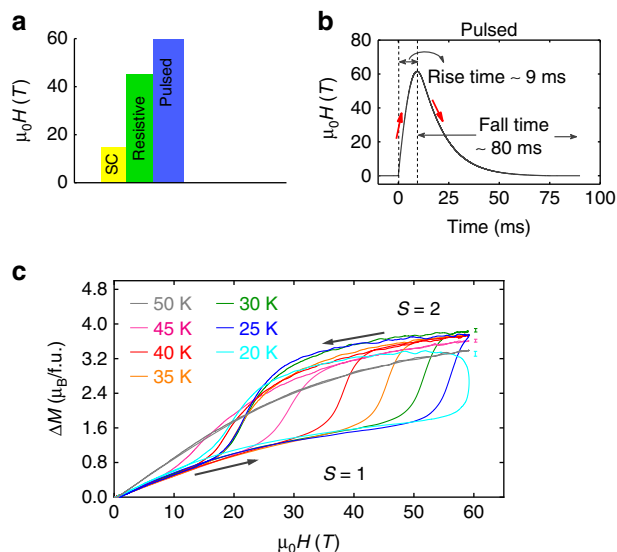 a
μ0H (T)
60
40
20
0
SC
Resistive
Pulsed
b
Pulsed
μ0H (T)
80
60
40
20
0
Rise time ~ 9 ms
Fall time
~ 80 ms
0
25
50
75
100
Time (ms)
c
ΔM (μB/f.u.)
4.8
4.0
3.2
2.4
1.6
0.8
0.0
50 K
45 K
40 K
35 K
30 K
25 K
20 K
S = 2
S = 1
0
10
20
30
40
50
60
μ0H (T)